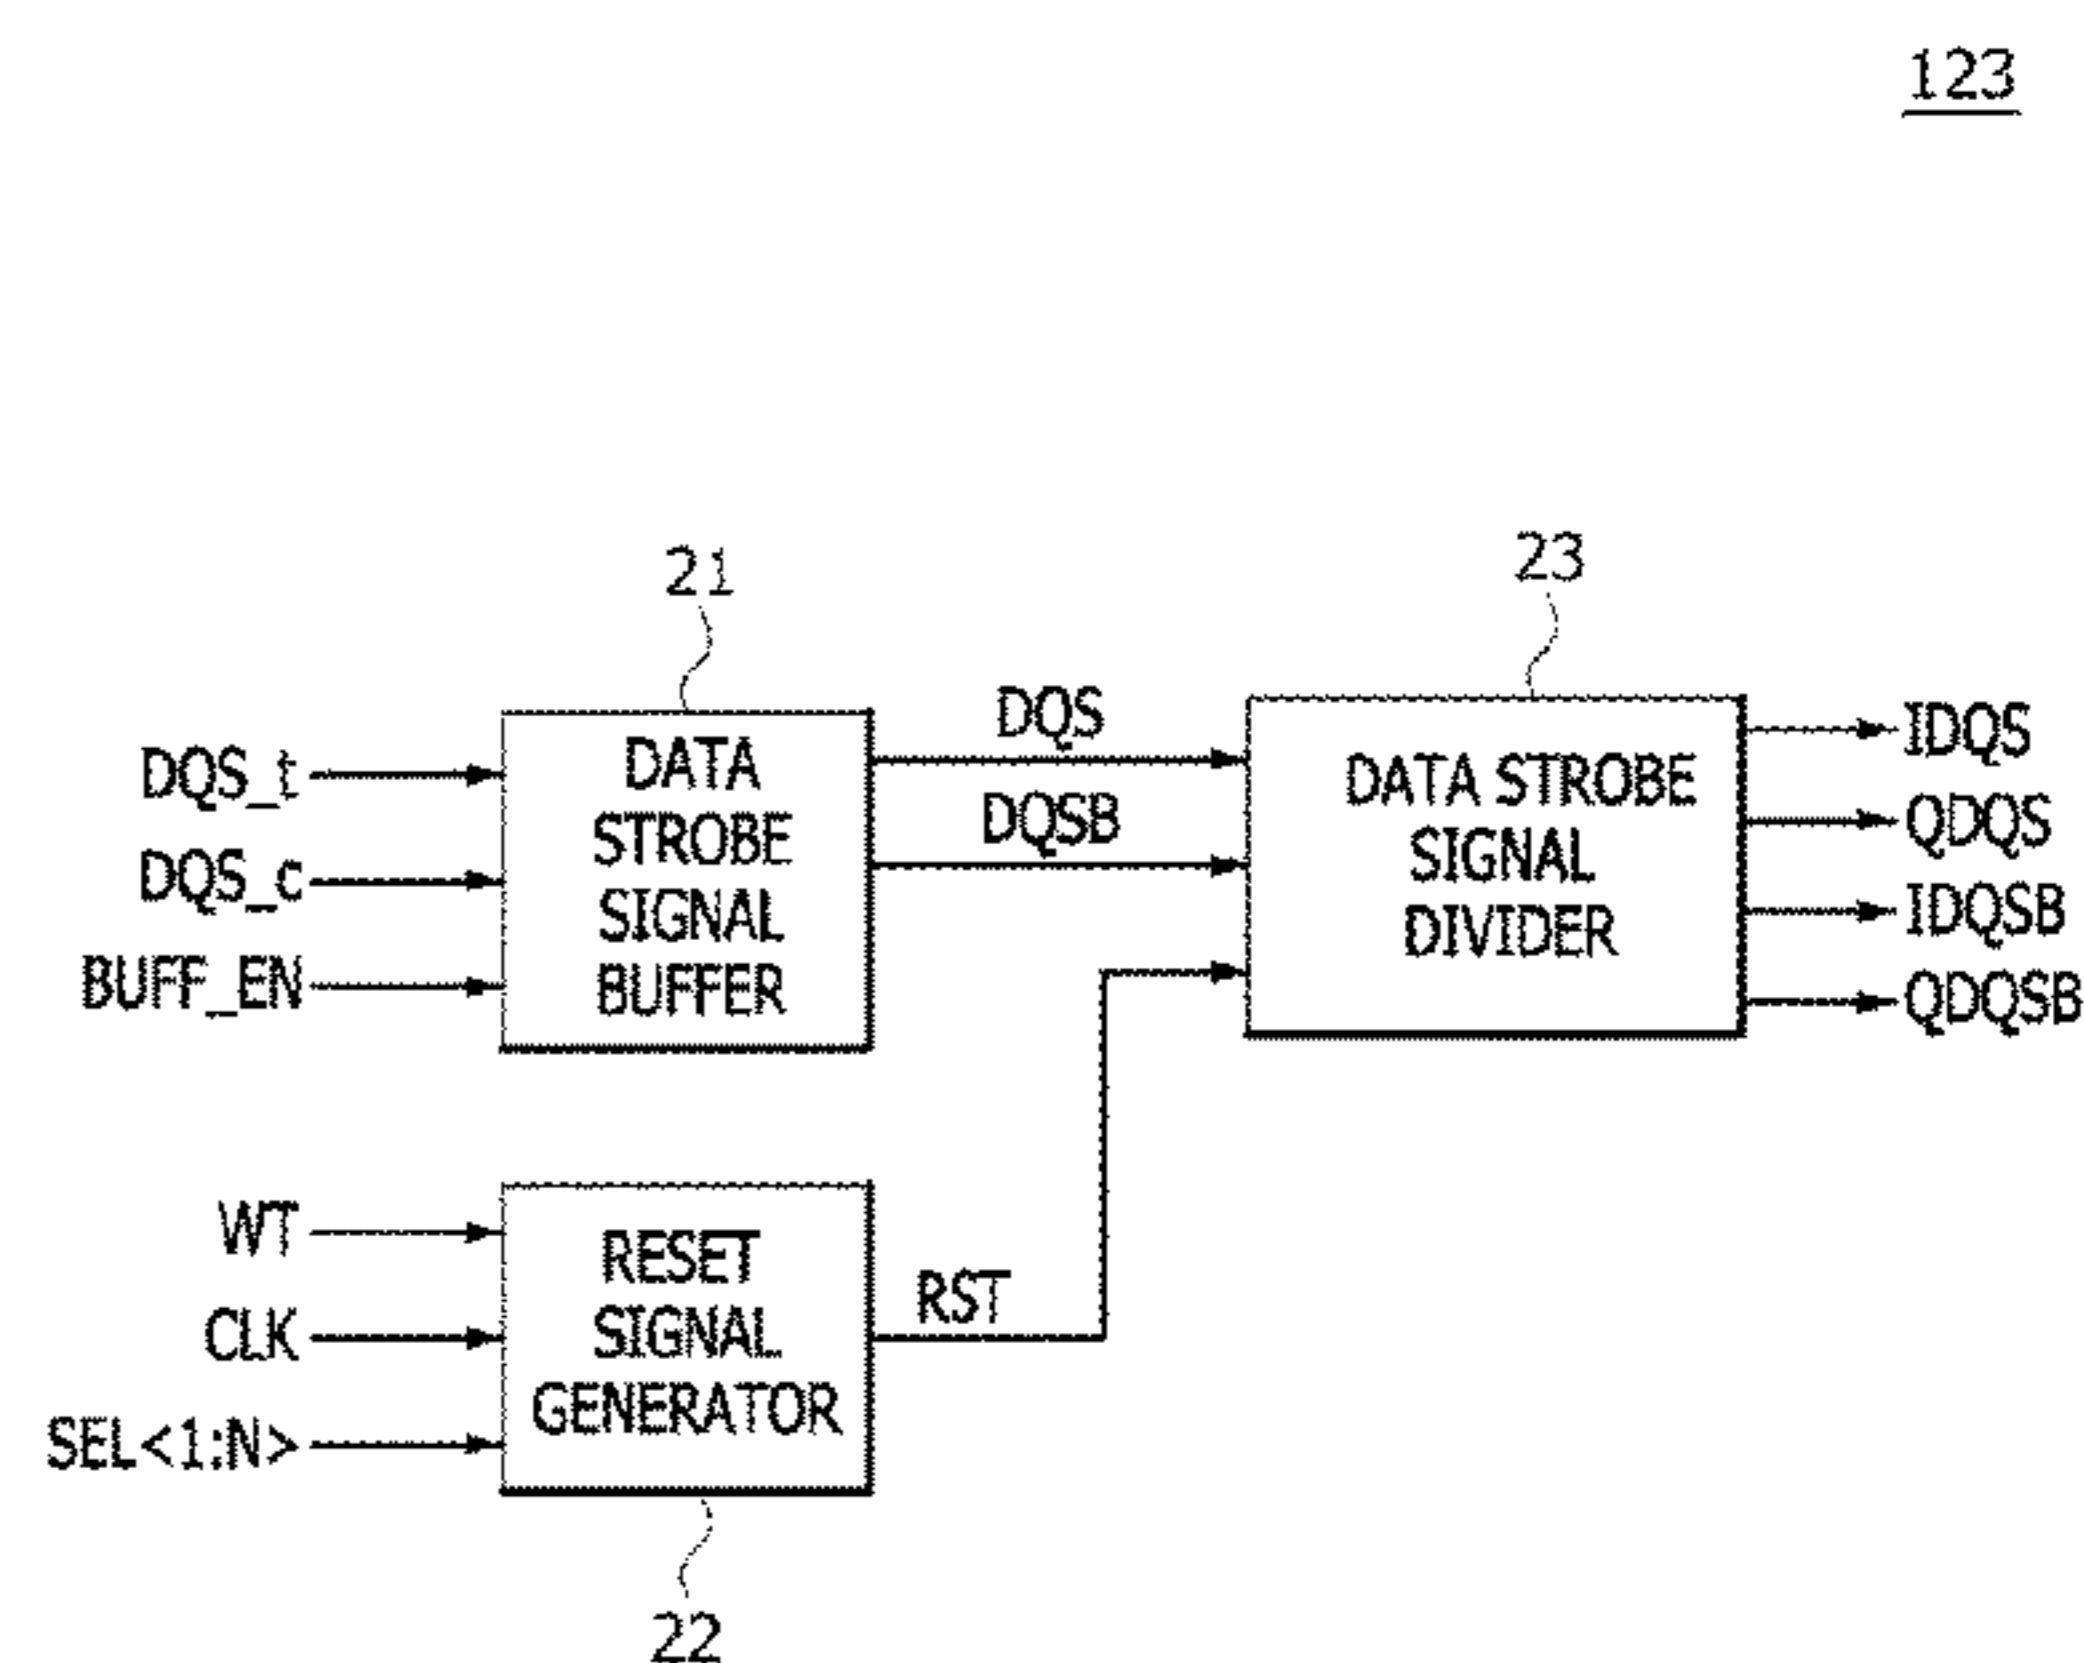 123
21
23
DQS_t
DQS_c
BUFF_EN
DATA
STROBE
SIGNAL
BUFFER
DQS
DQSB
DATA STROBE
SIGNAL
DIVIDER
IDQS
QDQS
IDQSB
QDQSB
WT
CLK
SEL<1:N>
RESET
SIGNAL
GENERATOR
RST
22